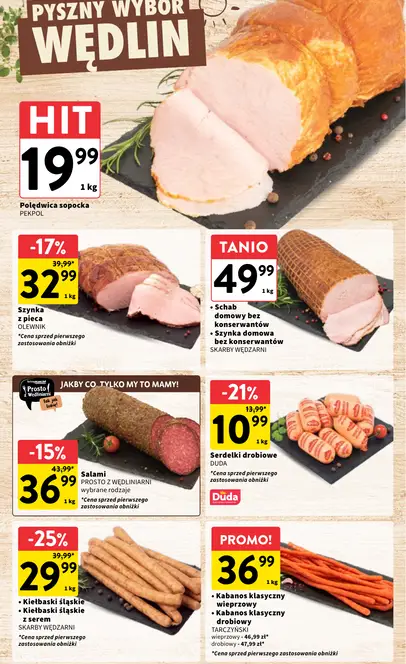 PYSZNY WYBÓR
WĘDLIN
HIT
19,99
1 kg
Polędwica sopocka
PEKPOL
-17%
39,99*
32,99
1 kg
Szynka
z pieca
OLEWNIK
*Cena sprzed pierwszego
zastosowania obniżki
TANIO
49,99
1 kg
• Schab
domowy bez
konserwantów
• Szynka domowa
bez konserwantów
SKARBY WĘDZARNI
Prosto z Wędliniarni
Tak jak lubię!
JAKBY CO, TYLKO MY TO MAMY!
-15%
43,99*
36,99
1 kg
Salami
PROSTO Z WĘDLINIARNI
wybrane rodzaje
*Cena sprzed pierwszego
zastosowania obniżki
-21%
13,99*
10,99
1 kg
Serdelki drobiowe
DUDA
*Cena sprzed pierwszego
zastosowania obniżki
Duda
-25%
39,99*
29,99
1 kg
• Kiełbaski śląskie
• Kiełbaski śląskie
z serem
SKARBY WĘDZARNI
*Cena sprzed pierwszego
zastosowania obniżki
PROMO!
36,99
1 kg
• Kabanos klasyczny
wieprzowy
• Kabanos klasyczny
drobiowy
TARCZYŃSKI
wieprzowy - 46,99 zł*
drobiowy - 47,99 zł*
*Cena sprzed pierwszego zastosowania obniżki